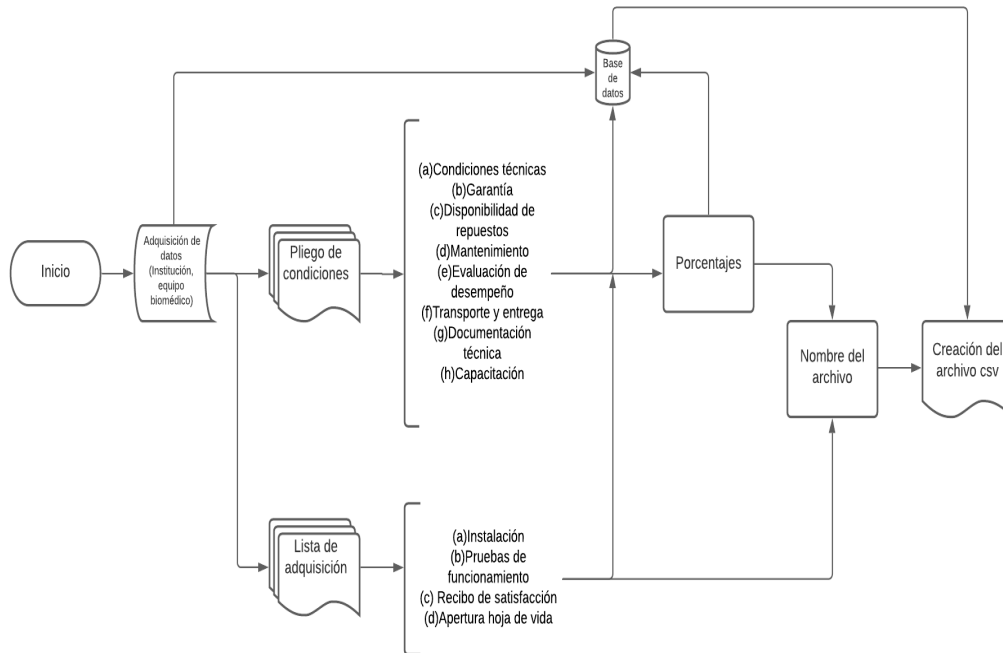 Base
de
datos
(a)Condiciones técnicas
(b)Garantía
(c)Disponibilidad de
repuestos
(d)Mantenimiento
(e)Evaluación de
desempeño
(f)Transporte y entrega
(g)Documentación
técnica
(h)Capacitación
Inicio
Adquisición de
datos
(Institución,
equipo
biomédico)
Pliego de
condiciones
Porcentajes
Nombre del
archivo
Creación del
archivo csv
Lista de
adquisición
(a)Instalación
(b)Pruebas de
funcionamiento
(c) Recibo de satisfacción
(d)Apertura hoja de vida